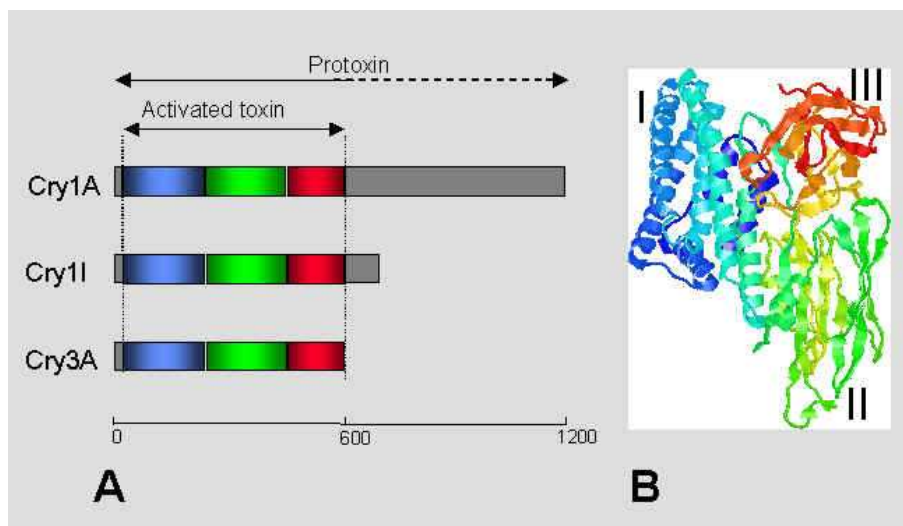 Protoxin
Activated toxin
Cry1A
Cry1I
Cry3A
0 600 1200
A
I III
II
B